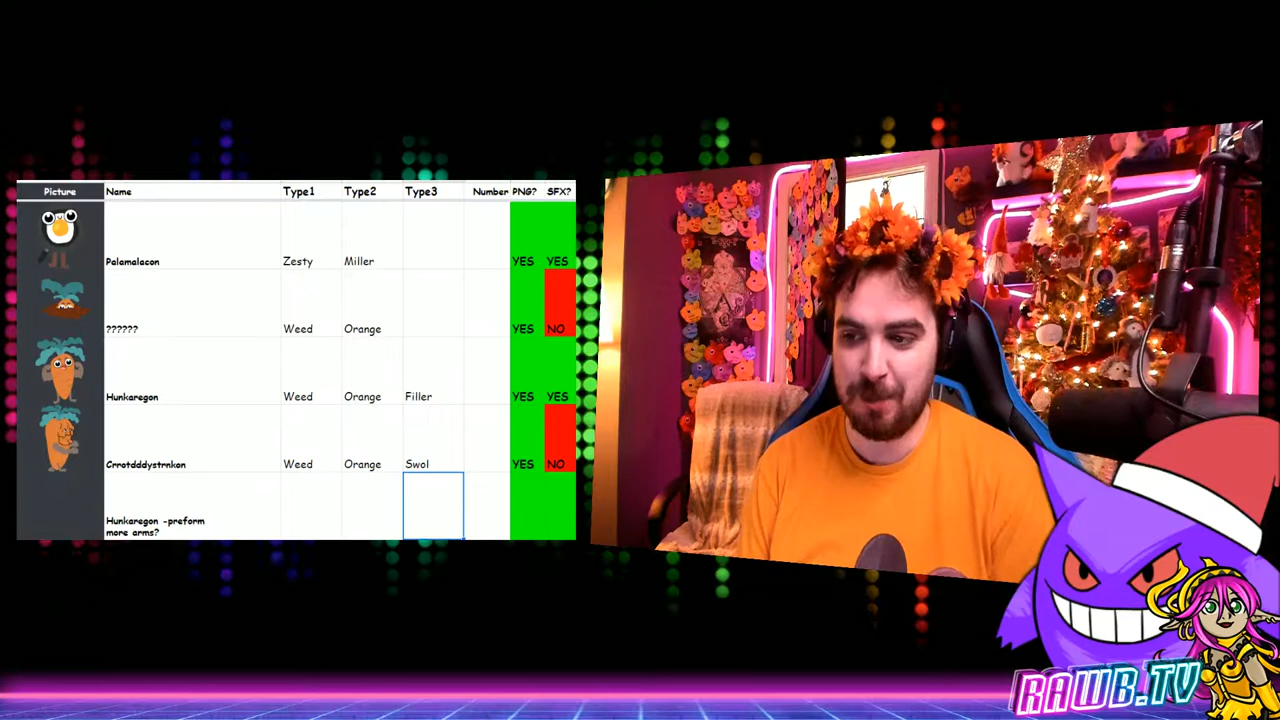 Picture Name Type1 Type2 Type3 Number PNG? SFX?
Palamalacon Zesty Miller YES YES
?????? Weed Orange YES NO
Hunkaregon Weed Orange Filler YES YES
Crrotdddystrnkon Weed Orange Swol YES NO
Hunkaregon -preform
more arms?
RAWB.TV